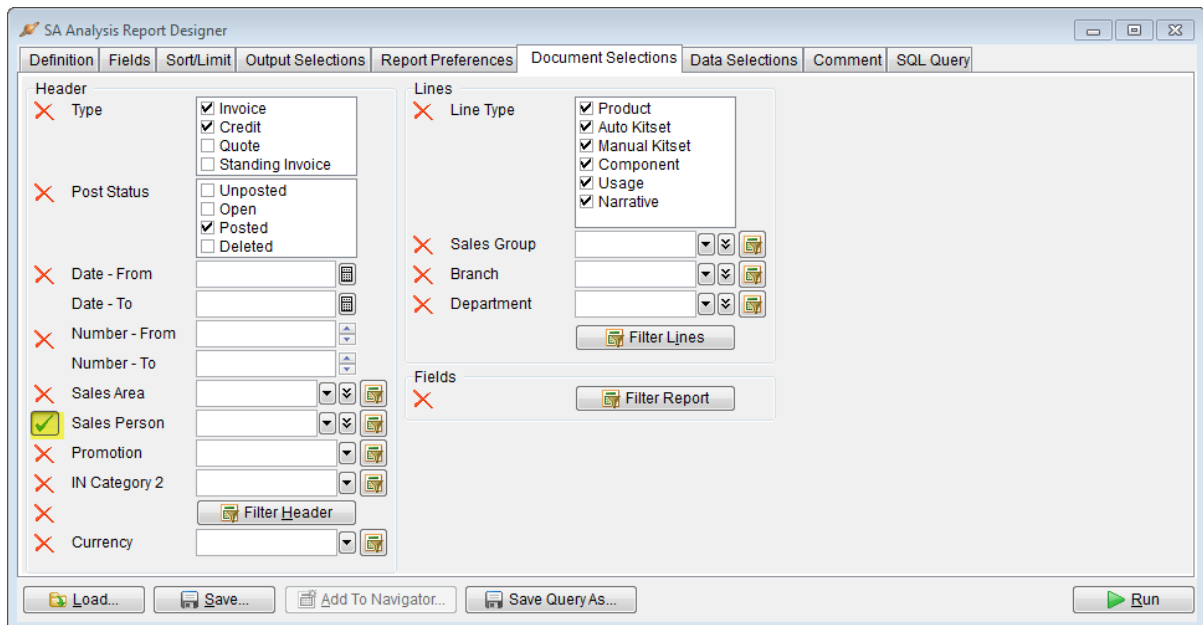 SA Analysis Report Designer
Definition Fields Sort/Limit Output Selections Report Preferences Document Selections Data Selections Comment SQL Query
Header
Type
Invoice
Credit
Quote
Standing Invoice
Post Status
Unposted
Open
Posted
Deleted
Date - From
Date - To
Number - From
Number - To
Sales Area
Sales Person
Promotion
IN Category 2
Filter Header
Currency
Lines
Line Type
Product
Auto Kitset
Manual Kitset
Component
Usage
Narrative
Sales Group
Branch
Department
Filter Lines
Fields
Filter Report
Load... Save... Add To Navigator... Save Query As... Run